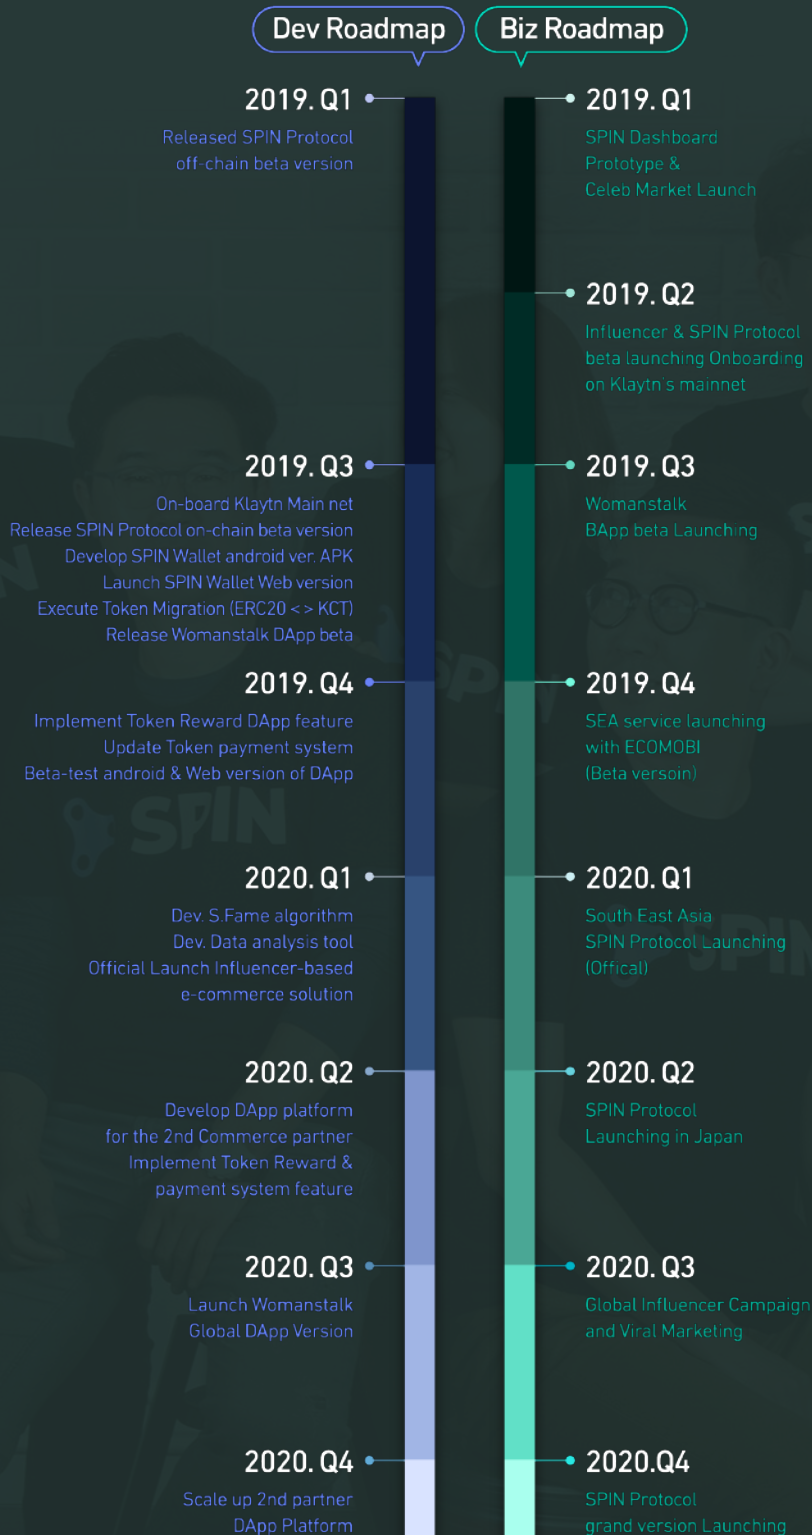 Dev Roadmap
2019. Q1
Released SPIN Protocol
off-chain beta version
2019. Q3
On-board Klaytn Main net
Release SPIN Protocol on-chain beta version
Develop SPIN Wallet android ver. APK
Launch SPIN Wallet Web version
Execute Token Migration (ERC20 <> KCT)
Release Womanstalk DApp beta
2019. Q4
Implement Token Reward DApp feature
Update Token payment system
Beta-test android & Web version of DApp
2020. Q1
Dev. S.Fame algorithm
Dev. Data analysis tool
Official Launch Influencer-based
e-commerce solution
2020. Q2
Develop DApp platform
for the 2nd Commerce partner
Implement Token Reward &
payment system feature
2020. Q3
Launch Womanstalk
Global DApp Version
2020. Q4
Scale up 2nd partner
DApp Platform
Biz Roadmap
2019. Q1
SPIN Dashboard
Prototype &
Celeb Market Launch
2019. Q2
Influencer & SPIN Protocol
beta launching Onboarding
on Klaytn's mainnet
2019. Q3
Womanstalk
BApp beta Launching
2019. Q4
SEA service launching
with ECOMOBI
(Beta versoin)
2020. Q1
South East Asia
SPIN Protocol Launching
(Offical)
2020. Q2
SPIN Protocol
Launching in Japan
2020. Q3
Global Influencer Campaign
and Viral Marketing
2020.Q4
SPIN Protocol
grand version Launching
SPIN
SPIN
SPIN